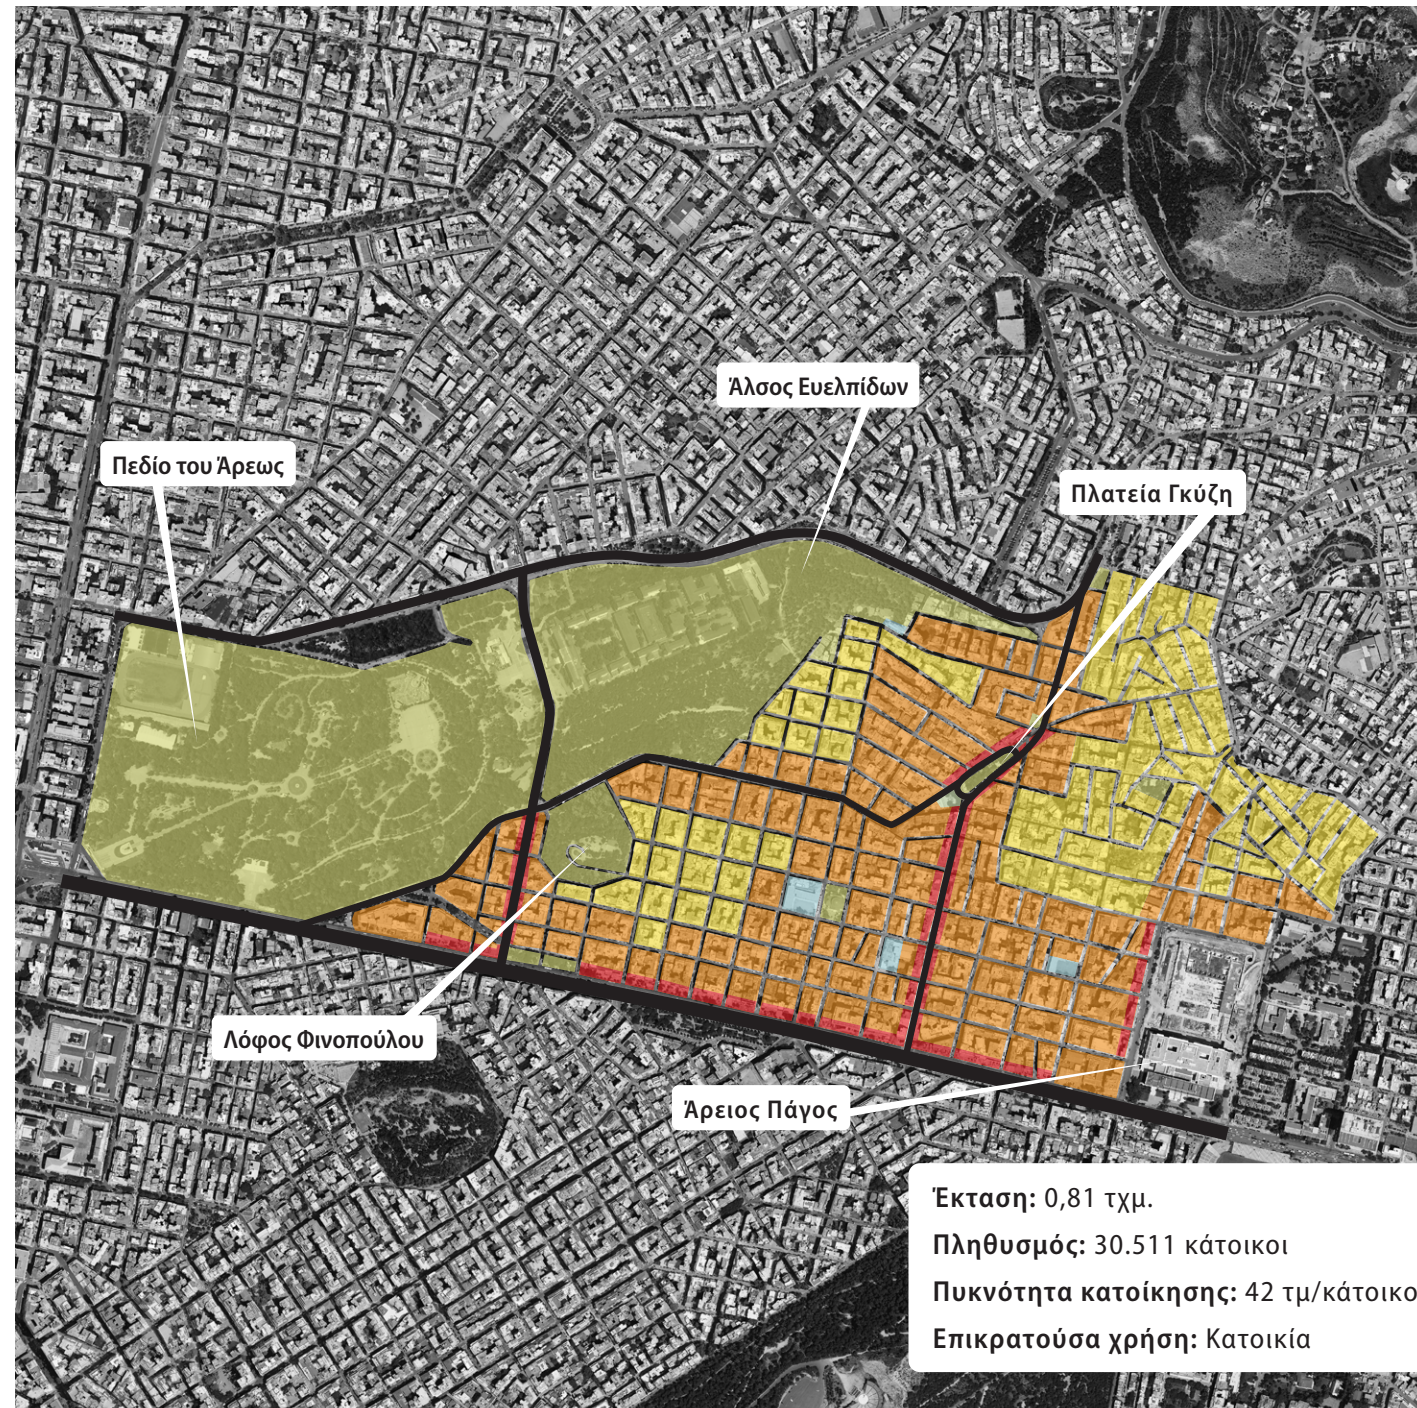 Άλσος Ευελπίδων
Πεδίο του Άρεως
Πλατεία Γκύζη
Λόφος Φινοπούλου
Άρειος Πάγος
Έκταση: 0,81 τχμ.
Πληθυσμός: 30.511 κάτοικοι
Πυκνότητα κατοίκησης: 42 τμ/κάτοικο
Επικρατούσα χρήση: Κατοικία